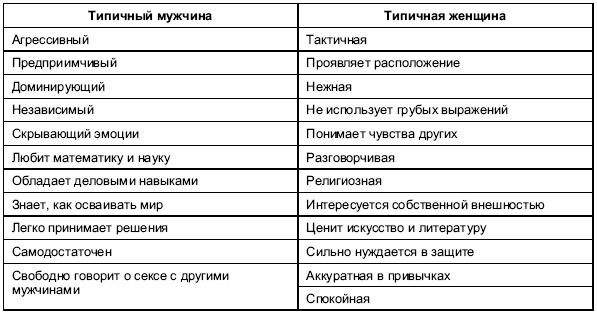 Типичный мужчина Типичная женщина
Агрессивный Тактичная
Предприимчивый Проявляет расположение
Доминирующий Нежная
Независимый Не использует грубых выражений
Скрывающий эмоции Понимает чувства других
Любит математику и науку Разговорчивая
Обладает деловыми навыками Религиозная
Знает, как осваивать мир Интересуется собственной внешностью
Легко принимает решения Ценит искусство и литературу
Самодостаточен Сильно нуждается в защите
Свободно говорит о сексе с другими Аккуратная в привычках
мужчинами Спокойная